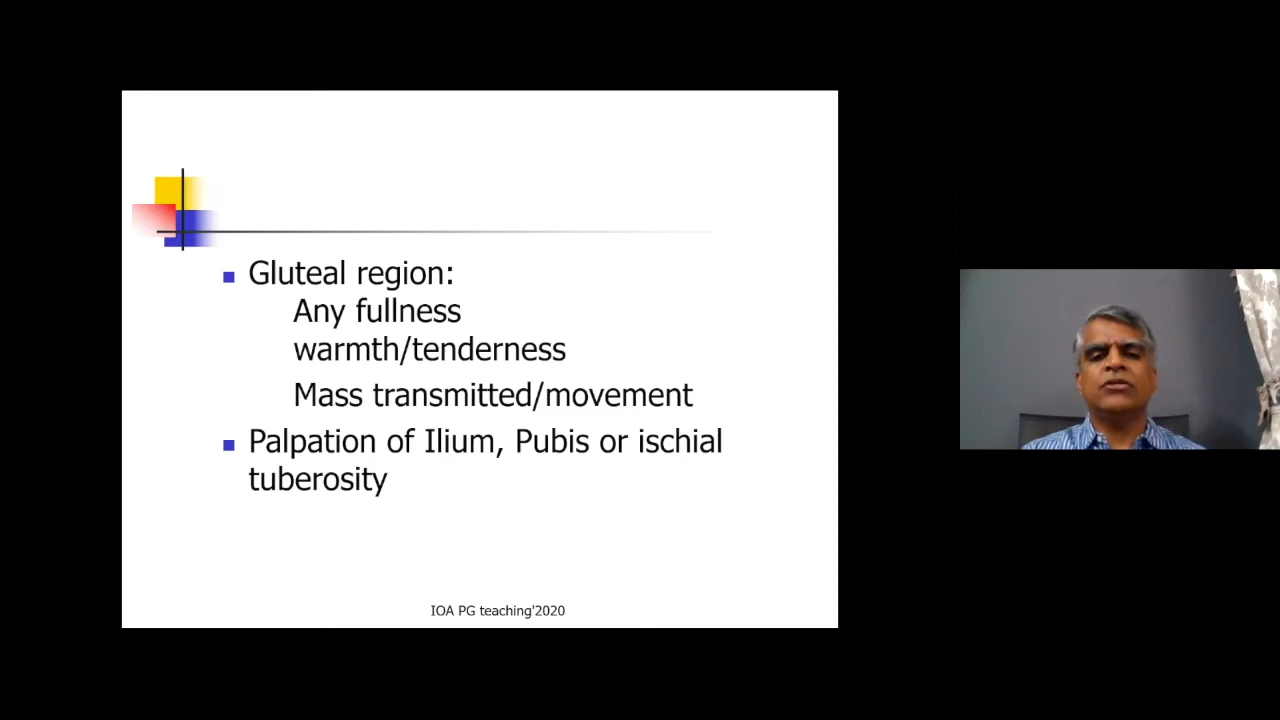 Gluteal region:
Any fullness
warmth/tenderness
Mass transmitted/movement
Palpation of Ilium, Pubis or ischial
tuberosity
IOA PG teaching'2020